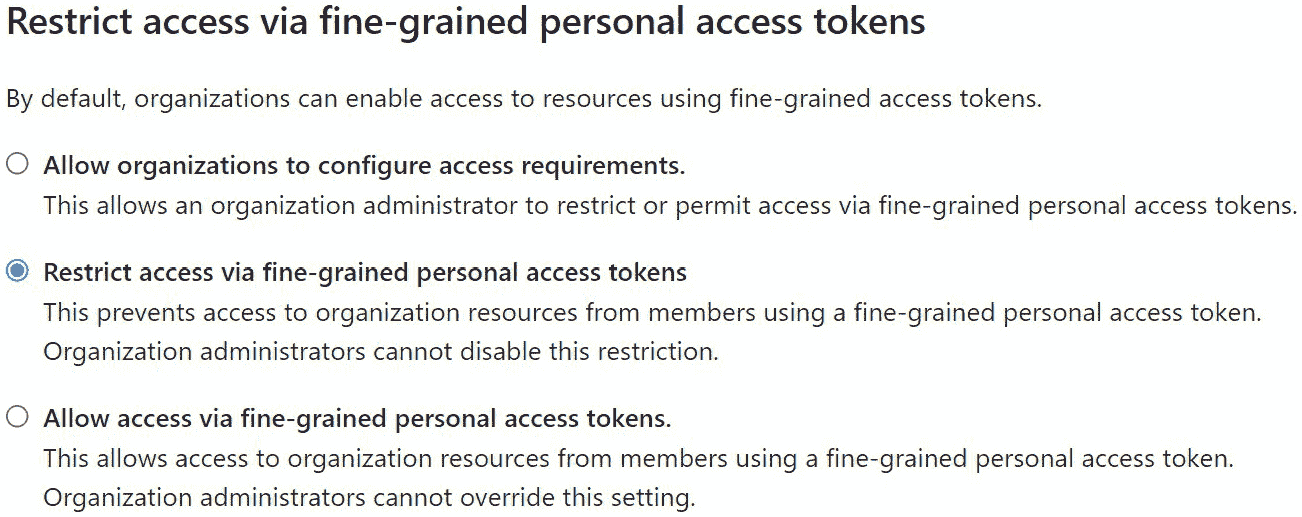 Restrict access via fine-grained personal access tokens
By default, organizations can enable access to resources using fine-grained access tokens.
Allow organizations to configure access requirements.
This allows an organization administrator to restrict or permit access via fine-grained personal access tokens.
Restrict access via fine-grained personal access tokens
This prevents access to organization resources from members using a fine-grained personal access token.
Organization administrators cannot disable this restriction.
Allow access via fine-grained personal access tokens.
This allows access to organization resources from members using a fine-grained personal access token.
Organization administrators cannot override this setting.